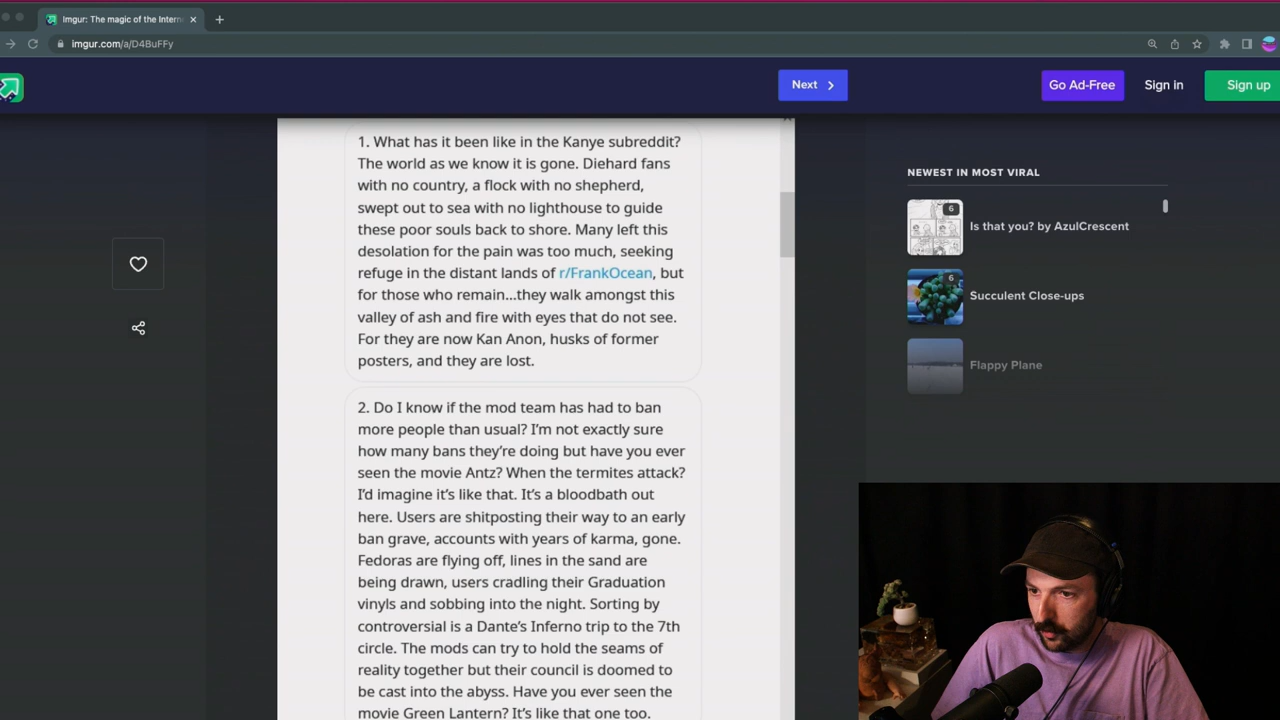 Imgur: The magic of the Intern
imgur.com/a/D4BuFFy
Next
Go Ad-Free
Sign in
Sign up
1. What has it been like in the Kanye subreddit?
The world as we know it is gone. Diehard fans
with no country, a flock with no shepherd,
swept out to sea with no lighthouse to guide
these poor souls back to shore. Many left this
desolation for the pain was too much, seeking
refuge in the distant lands of r/FrankOcean, but
for those who remain...they walk amongst this
valley of ash and fire with eyes that do not see.
For they are now Kan Anon, husks of former
posters, and they are lost.
2. Do I know if the mod team has had to ban
more people than usual? I'm not exactly sure
how many bans they're doing but have you ever
seen the movie Antz? When the termites attack?
I'd imagine it's like that. It's a bloodbath out
here. Users are shitposting their way to an early
ban grave, accounts with years of karma, gone.
Fedoras are flying off, lines in the sand are
being drawn, users cradling their Graduation
vinyls and sobbing into the night. Sorting by
controversial is a Dante's Inferno trip to the 7th
circle. The mods can try to hold the seams of
reality together but their council is doomed to
be cast into the abyss. Have you ever seen the
movie Green Lantern? It's like that one too.
NEWEST IN MOST VIRAL
6
Is that you? by AzulCrescent
6
Succulent Close-ups
Flappy Plane